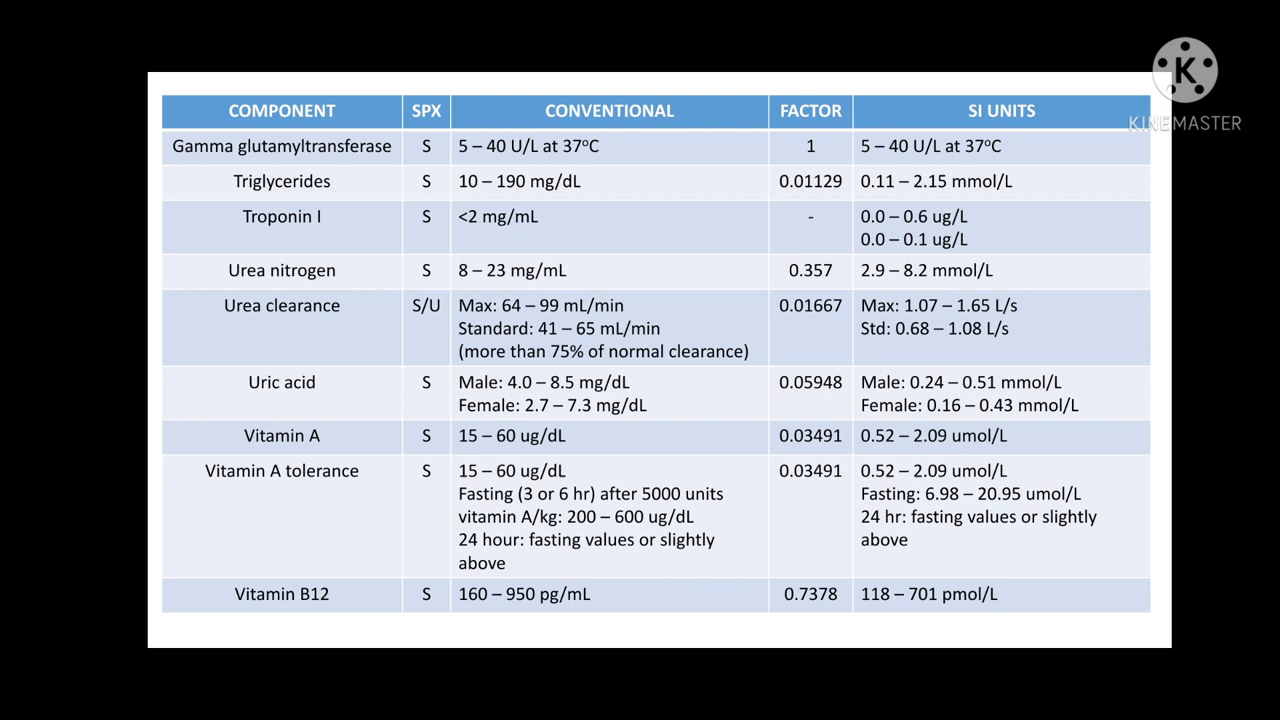 COMPONENT SPX CONVENTIONAL FACTOR SI UNITS
Gamma glutamyltransferase S 5 – 40 U/L at 37ºC 1 5 – 40 U/L at 37ºC
Triglycerides S 10 – 190 mg/dL 0.01129 0.11 – 2.15 mmol/L
Troponin I S <2 mg/mL - 0.0 – 0.6 ug/L
0.0 – 0.1 ug/L
Urea nitrogen S 8 – 23 mg/mL 0.357 2.9 – 8.2 mmol/L
Urea clearance S/U Max: 64 – 99 mL/min 0.01667 Max: 1.07 – 1.65 L/s
Standard: 41 – 65 mL/min Std: 0.68 – 1.08 L/s
(more than 75% of normal clearance)
Uric acid S Male: 4.0 – 8.5 mg/dL 0.05948 Male: 0.24 – 0.51 mmol/L
Female: 2.7 – 7.3 mg/dL Female: 0.16 – 0.43 mmol/L
Vitamin A S 15 – 60 ug/dL 0.03491 0.52 – 2.09 umol/L
Vitamin A tolerance S 15 – 60 ug/dL 0.03491 0.52 – 2.09 umol/L
Fasting (3 or 6 hr) after 5000 units Fasting: 6.98 – 20.95 umol/L
vitamin A/kg: 200 – 600 ug/dL 24 hr: fasting values or slightly
24 hour: fasting values or slightly above
above
Vitamin B12 S 160 – 950 pg/mL 0.7378 118 – 701 pmol/L
K
KINEMASTER